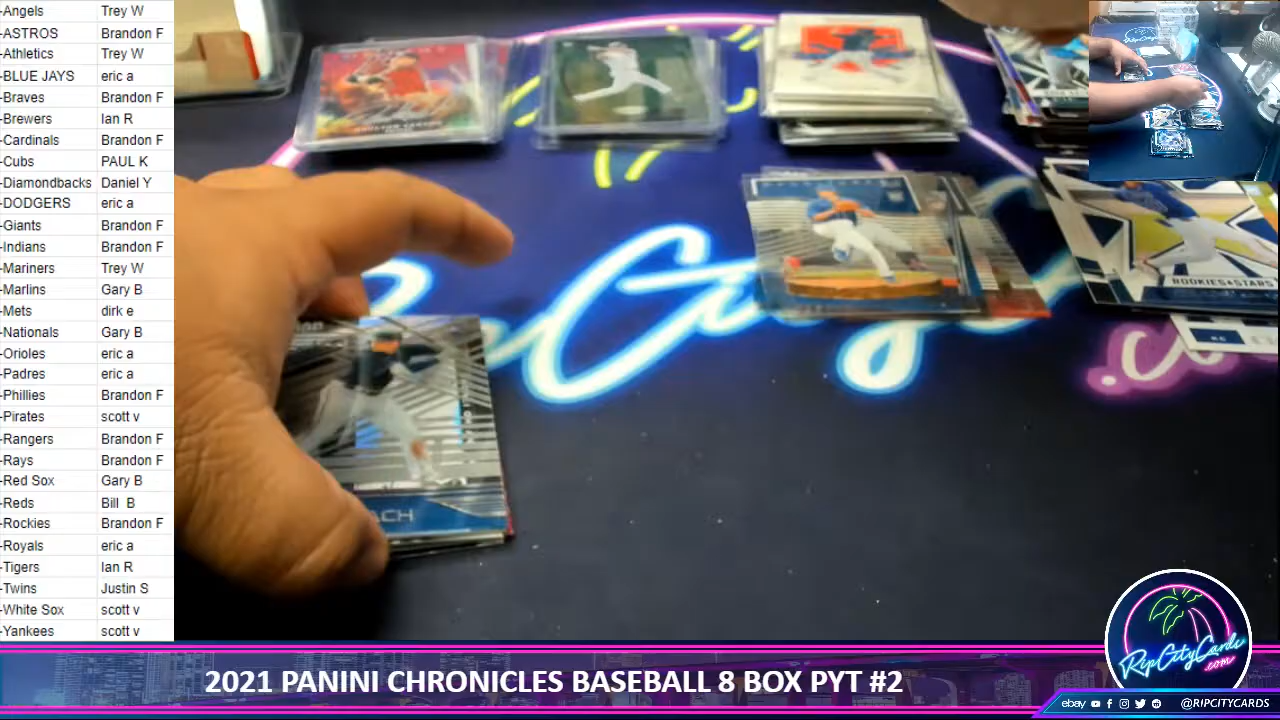 -Angels Trey W
-ASTROS Brandon F
-Athletics Trey W
-BLUE JAYS eric a
-Braves Brandon F
-Brewers Ian R
-Cardinals Brandon F
-Cubs PAUL K
-Diamondbacks Daniel Y
-DODGERS eric a
-Giants Brandon F
-Indians Brandon F
-Mariners Trey W
-Marlins Gary B
-Mets dirk e
-Nationals Gary B
-Orioles eric a
-Padres eric a
-Phillies Brandon F
-Pirates scott v
-Rangers Brandon F
-Rays Brandon F
-Red Sox Gary B
-Reds Bill B
-Rockies Brandon F
-Royals eric a
-Tigers Ian R
-Twins Justin S
-White Sox scott v
-Yankees scott v
ROOKIES & STARS
ACH
RipCityCards
.com
2021 PANINI CHRONICLES BASEBALL 8 BOX PYT #2
ebay @RIPCITYCARDS